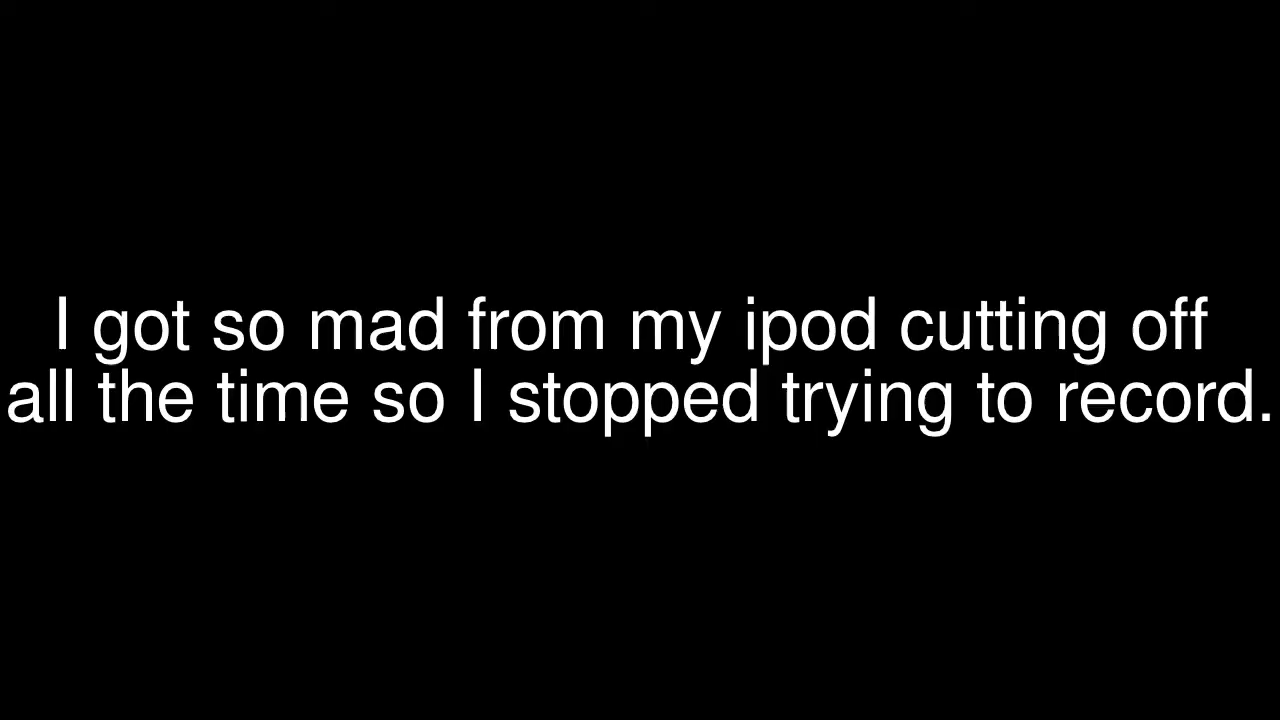 I got so mad from my ipod cutting off
all the time so I stopped trying to record.